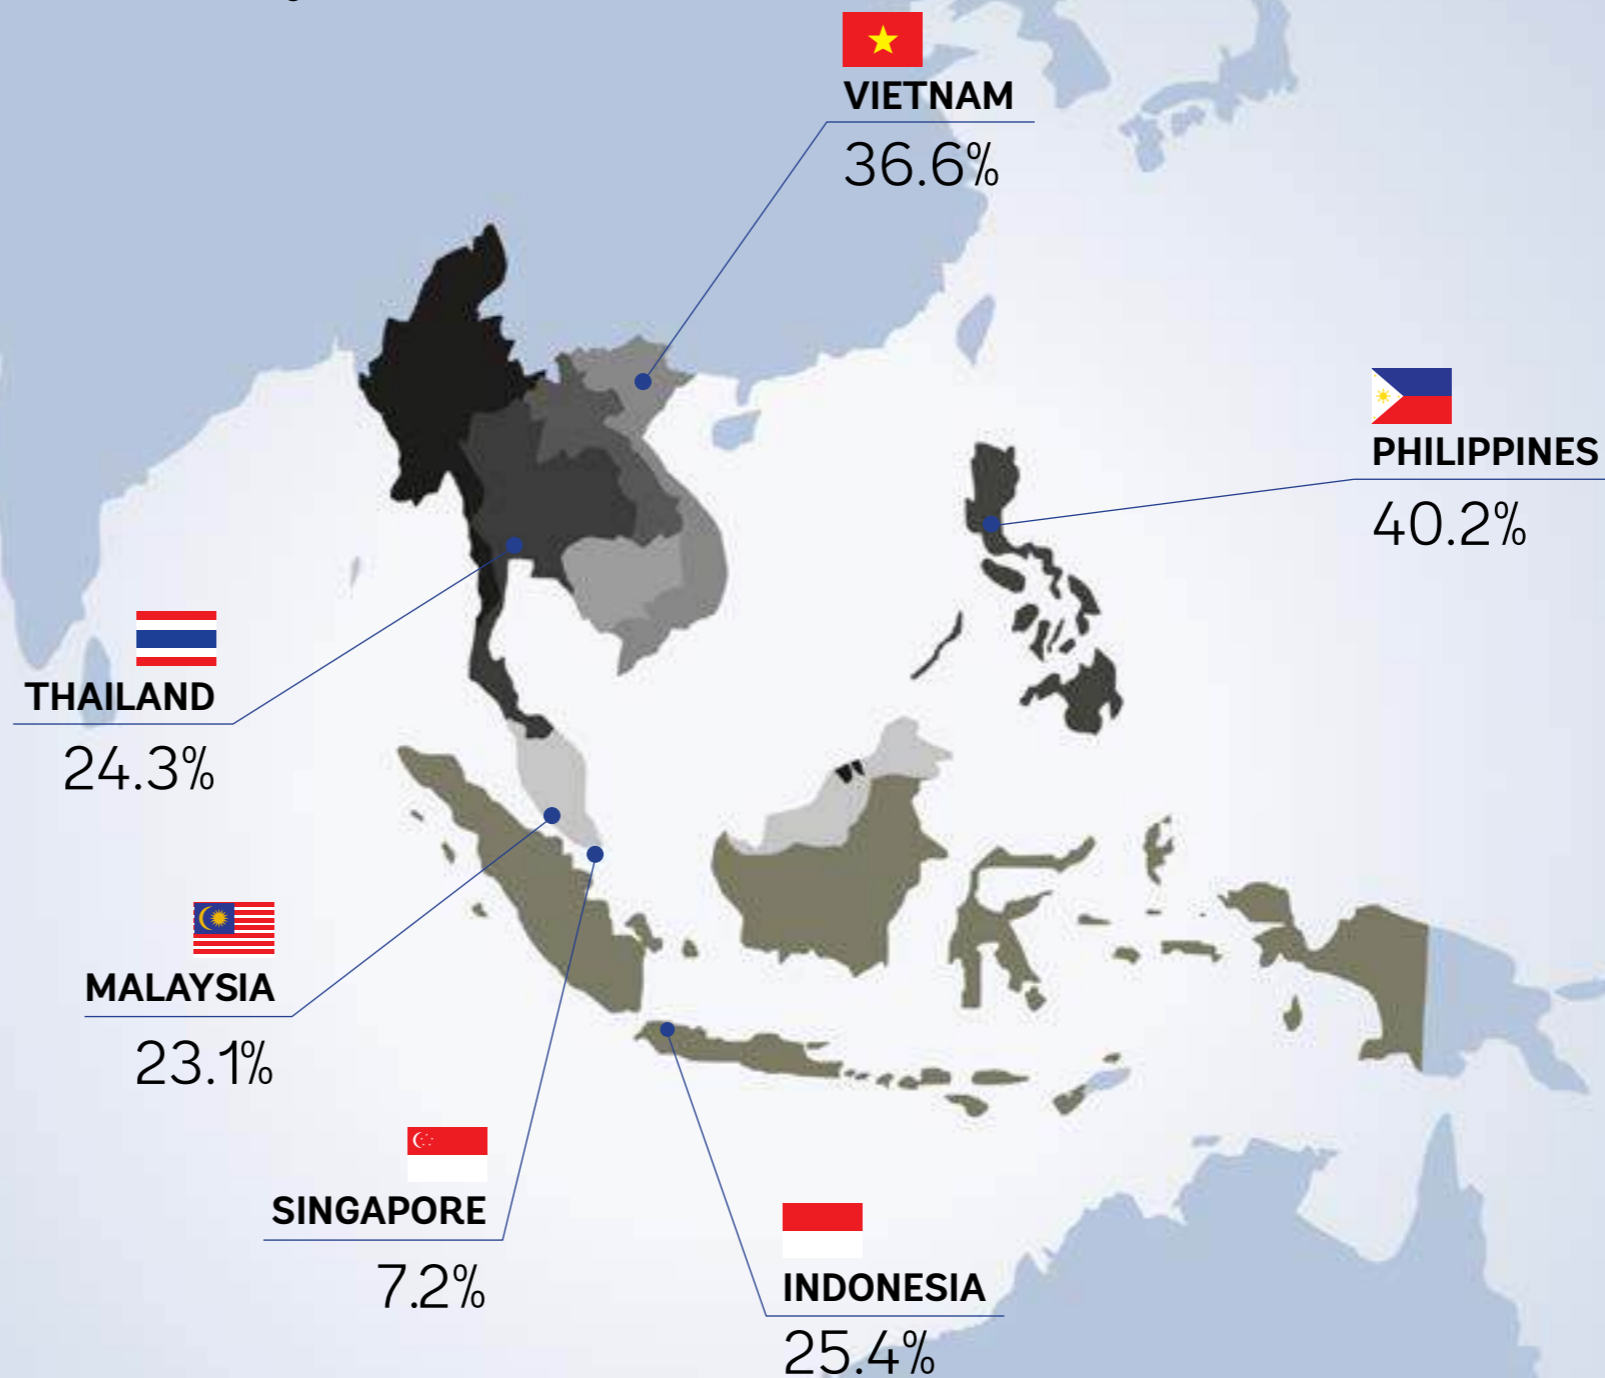 VIETNAM
36.6%
PHILIPPINES
40.2%
THAILAND
24.3%
MALAYSIA
23.1%
SINGAPORE
7.2%
INDONESIA
25.4%